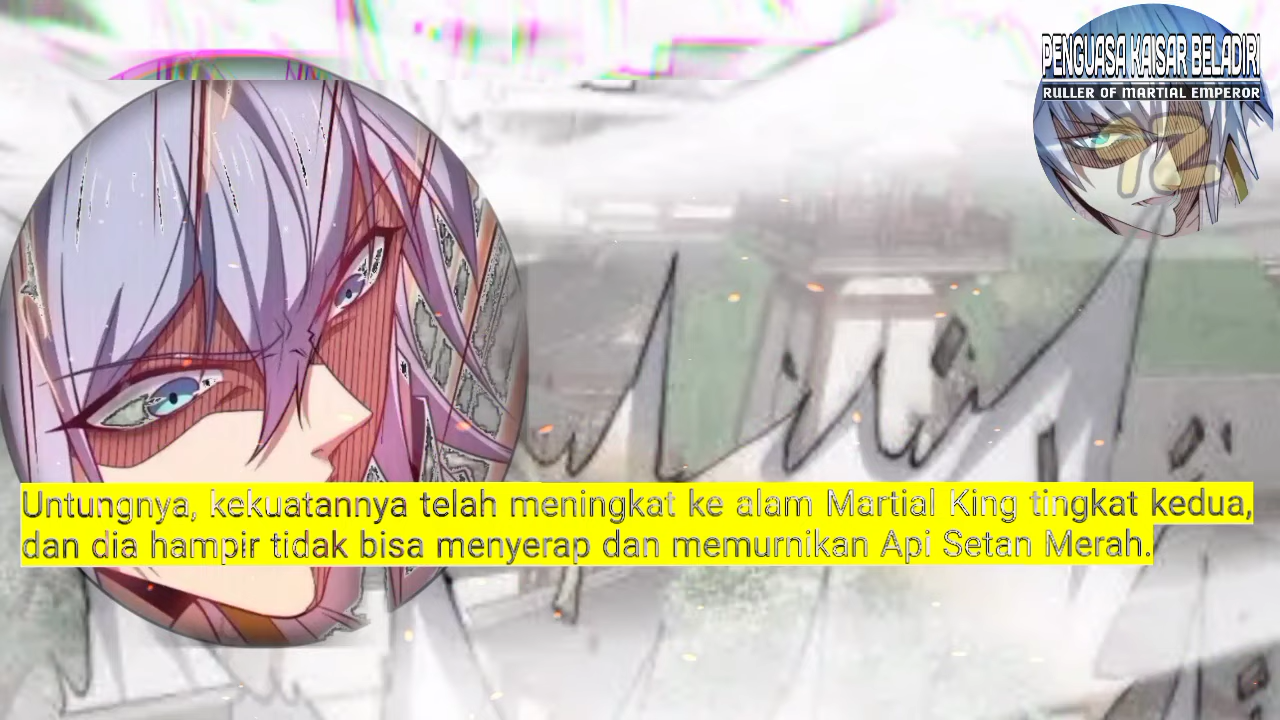 PENGUASA KAISAR BELADIRI
RULLER OF MARTIAL EMPEROR
12
Untungnya, kekuatannya telah meningkat ke alam Martial King tingkat kedua,
dan dia hampir tidak bisa menyerap dan memurnikan Api Setan Merah.